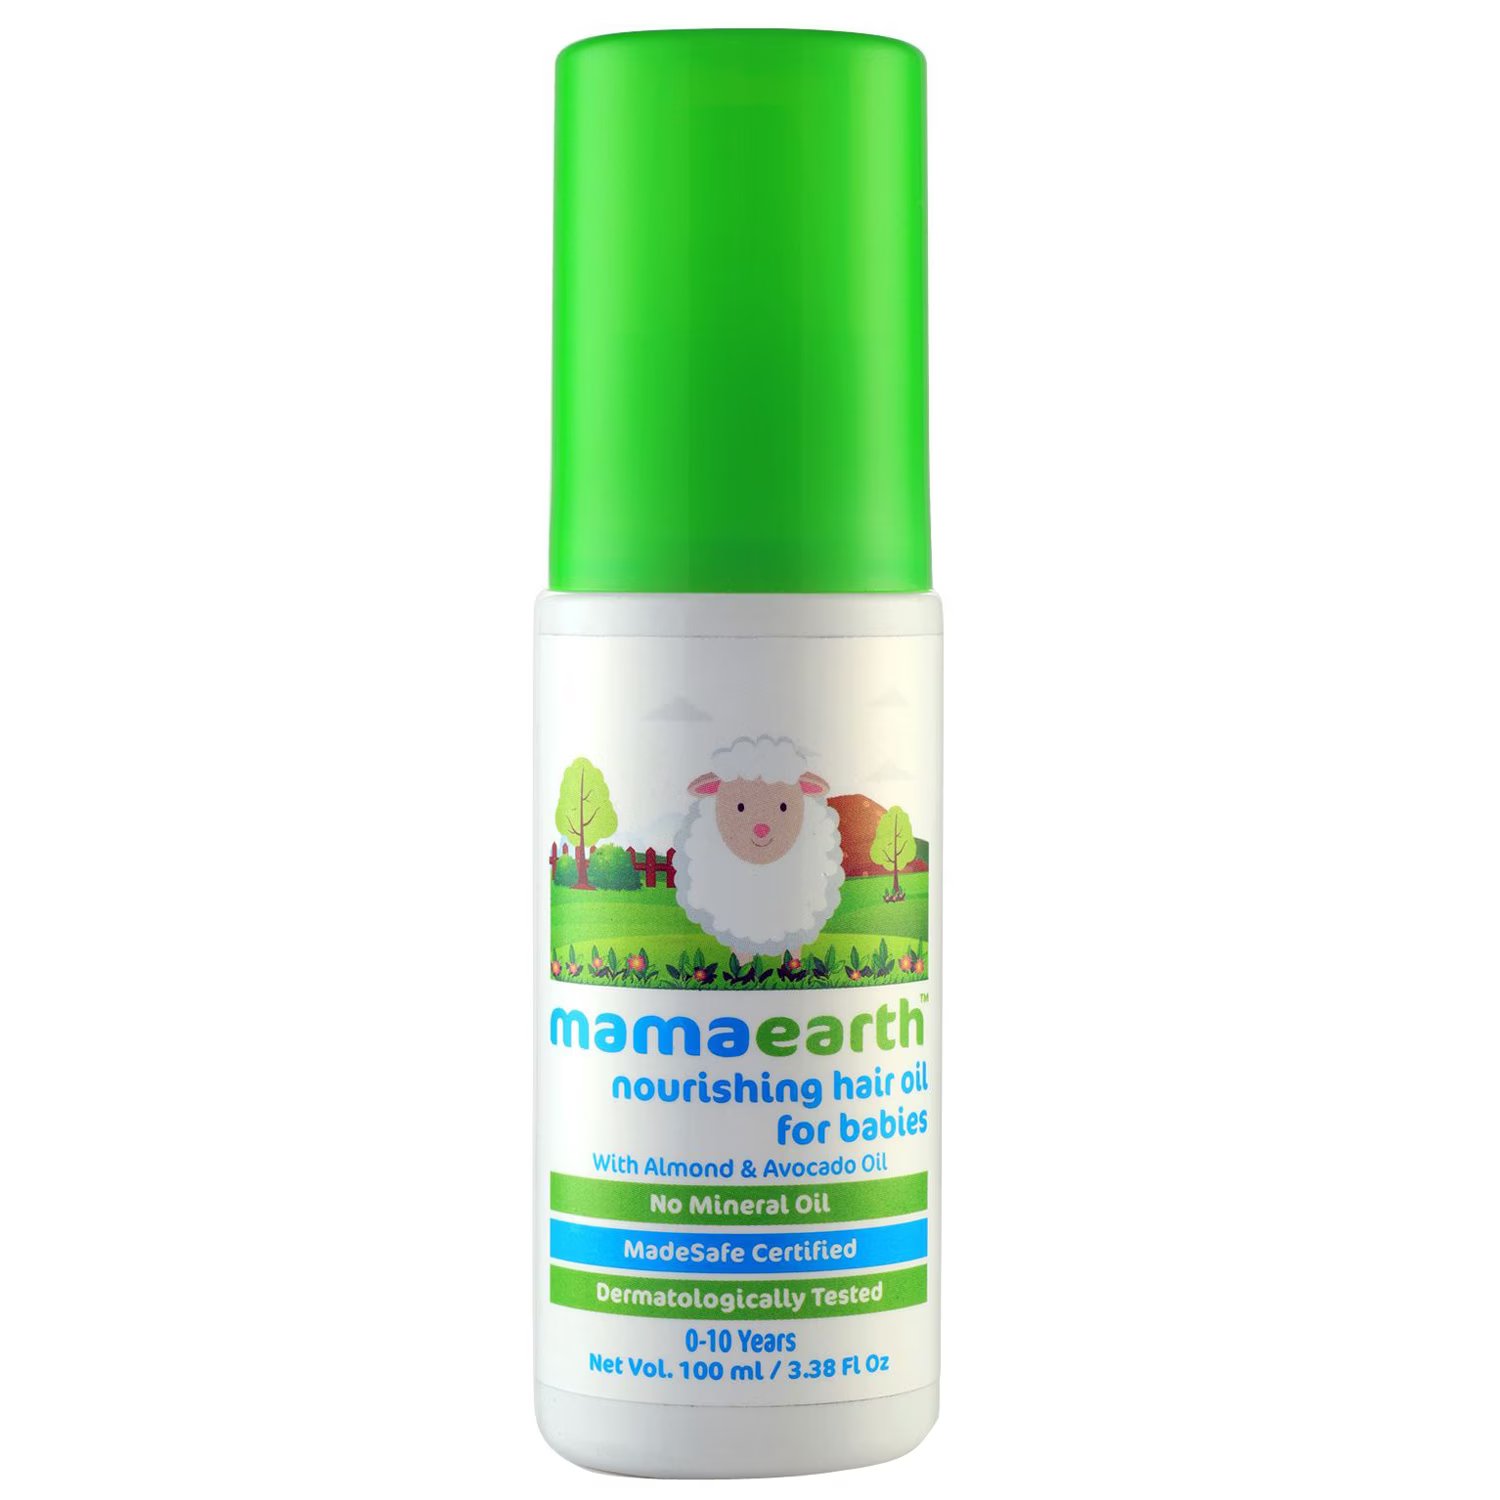 mamaearth™
nourishing hair oil
for babies
With Almond & Avocado Oil
No Mineral Oil
MadeSafe Certified
Dermatologically Tested
0-10 Years
Net Vol. 100 ml / 3.38 Fl Oz